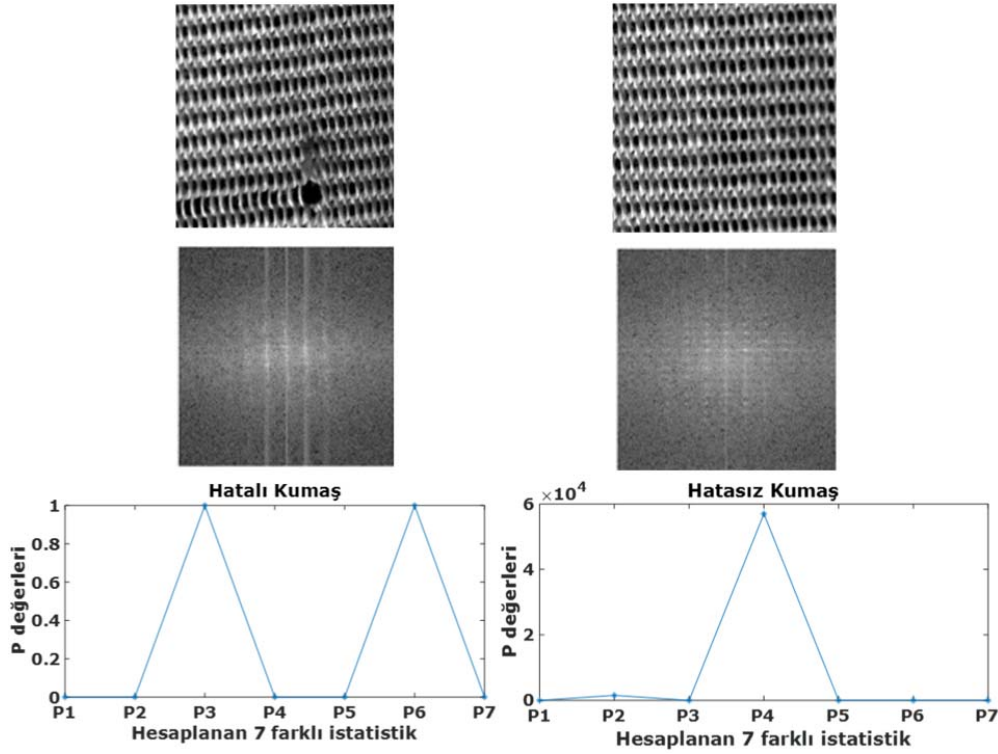 Hatalı Kumaş
P değerleri
1
0.8
0.6
0.4
0.2
0
P1 P2 P3 P4 P5 P6 P7
Hesaplanan 7 farklı istatistik
Hatasız Kumaş
×10⁴
P değerleri
6
4
2
0
P1 P2 P3 P4 P5 P6 P7
Hesaplanan 7 farklı istatistik